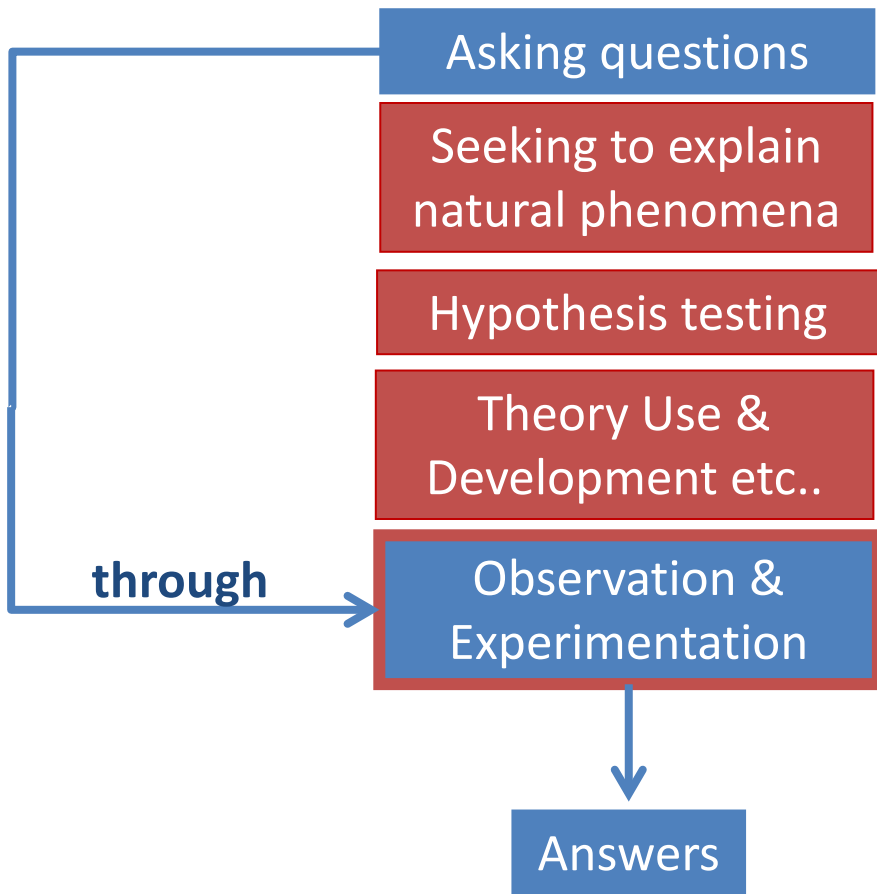 Asking questions
Seeking to explain
natural phenomena
Hypothesis testing
Theory Use &
Development etc..
through
Observation &
Experimentation
Answers